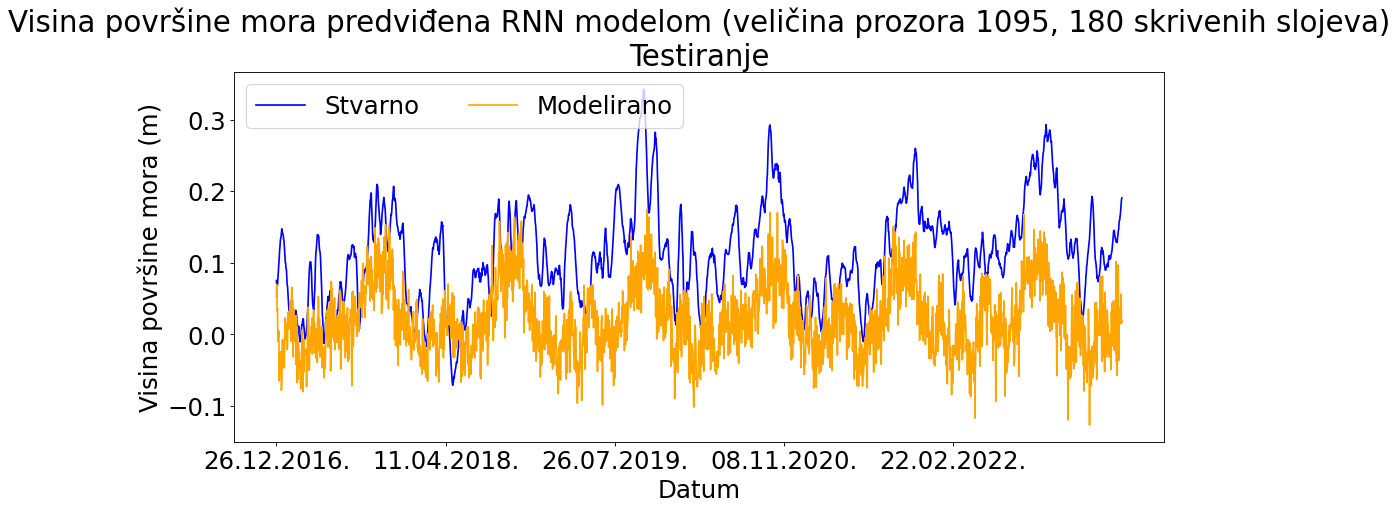 Visina površine mora predviđena RNN modelom (veličina prozora 1095, 180 skrivenih slojeva)
Testiranje
Stvarno Modelirano
Visina površine mora (m)
0.3
0.2
0.1
0.0
−0.1
26.12.2016. 11.04.2018. 26.07.2019. 08.11.2020. 22.02.2022.
Datum